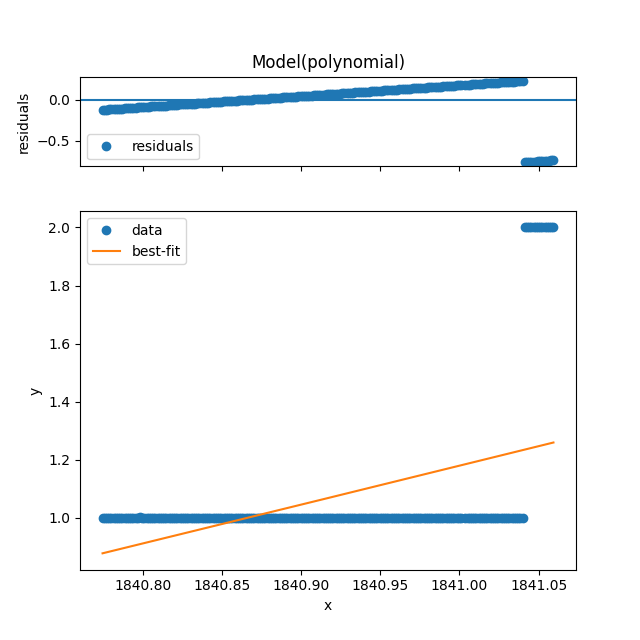 Model(polynomial)
residuals
0.0
−0.5
residuals
y
2.0
1.8
1.6
1.4
1.2
1.0
data
best-fit
1840.80 1840.85 1840.90 1840.95 1841.00 1841.05
x